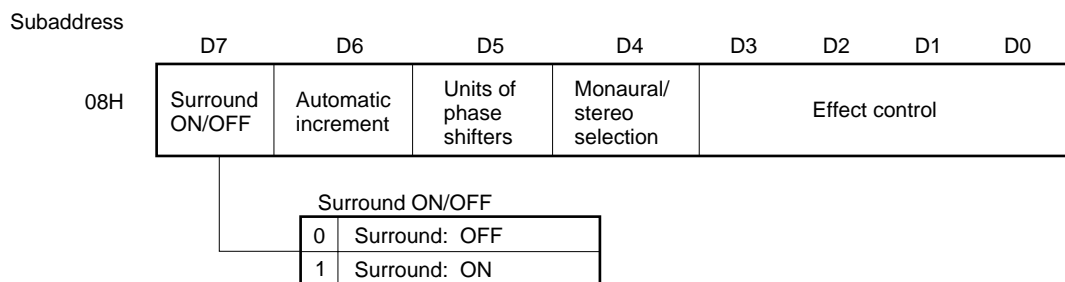 Subaddress
D7 D6 D5 D4 D3 D2 D1 D0
08H
Surround
ON/OFF
Automatic
increment
Units of
phase
shifters
Monaural/
stereo
selection
Effect control
Surround ON/OFF
0 Surround: OFF
1 Surround: ON